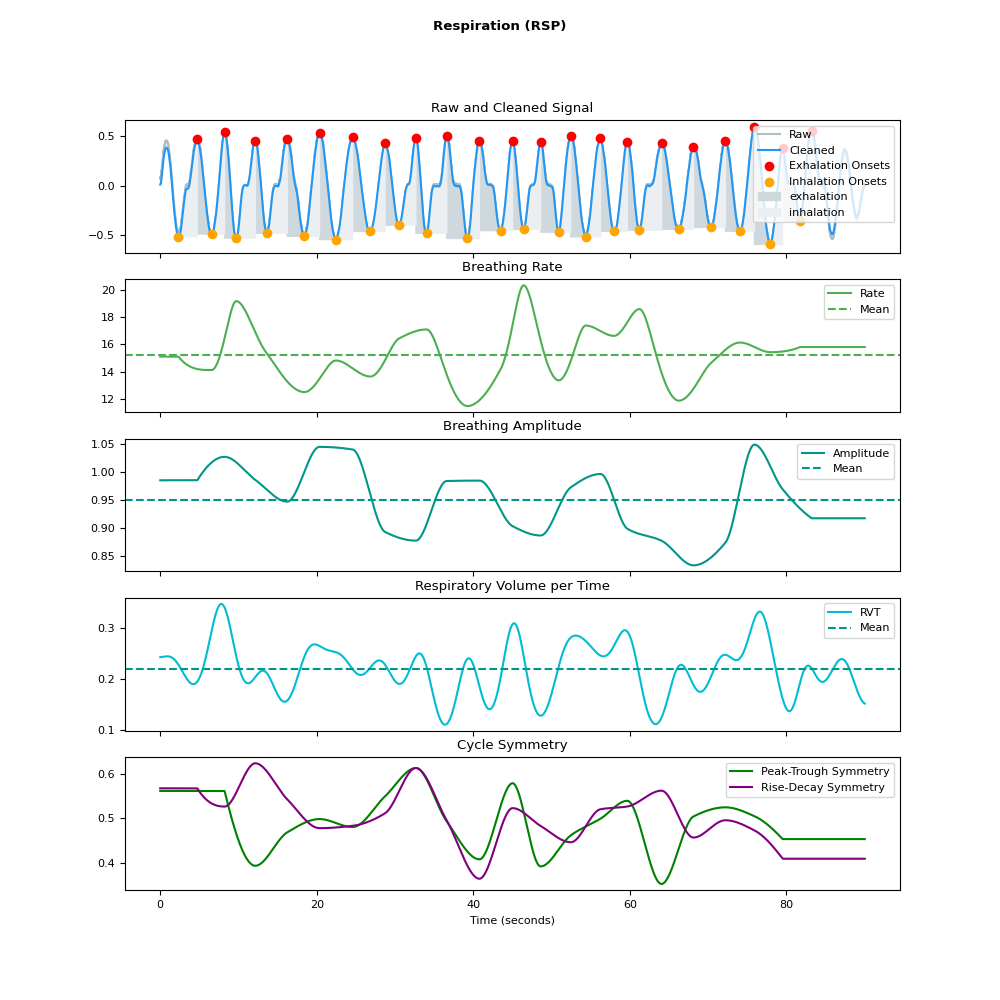 Respiration (RSP)
Raw and Cleaned Signal
0.5
0.0
−0.5
Raw
Cleaned
Exhalation Onsets
Inhalation Onsets
exhalation
inhalation
Breathing Rate
20
18
16
14
12
Rate
Mean
Breathing Amplitude
1.05
1.00
0.95
0.90
0.85
Amplitude
Mean
Respiratory Volume per Time
0.3
0.2
0.1
RVT
Mean
Cycle Symmetry
0.6
0.5
0.4
Peak-Trough Symmetry
Rise-Decay Symmetry
0 20 40 60 80
Time (seconds)